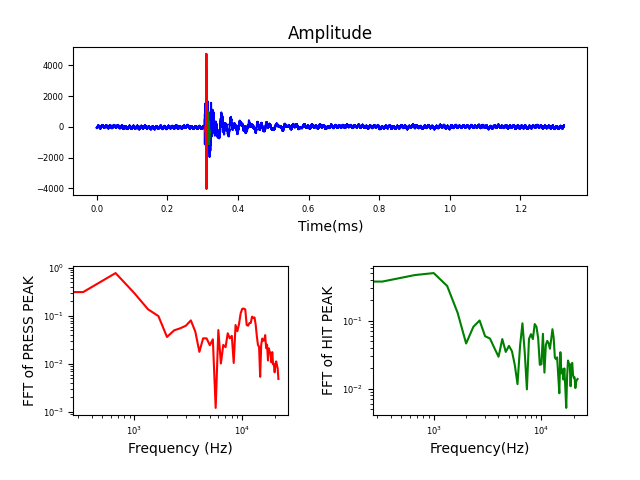 Amplitude
4000
2000
0
−2000
−4000
0.0 0.2 0.4 0.6 0.8 1.0 1.2
Time(ms)
FFT of PRESS PEAK
10⁰
10⁻¹
10⁻²
10⁻³
10³ 10⁴
Frequency (Hz)
FFT of HIT PEAK
10⁻¹
10⁻²
10³ 10⁴
Frequency(Hz)